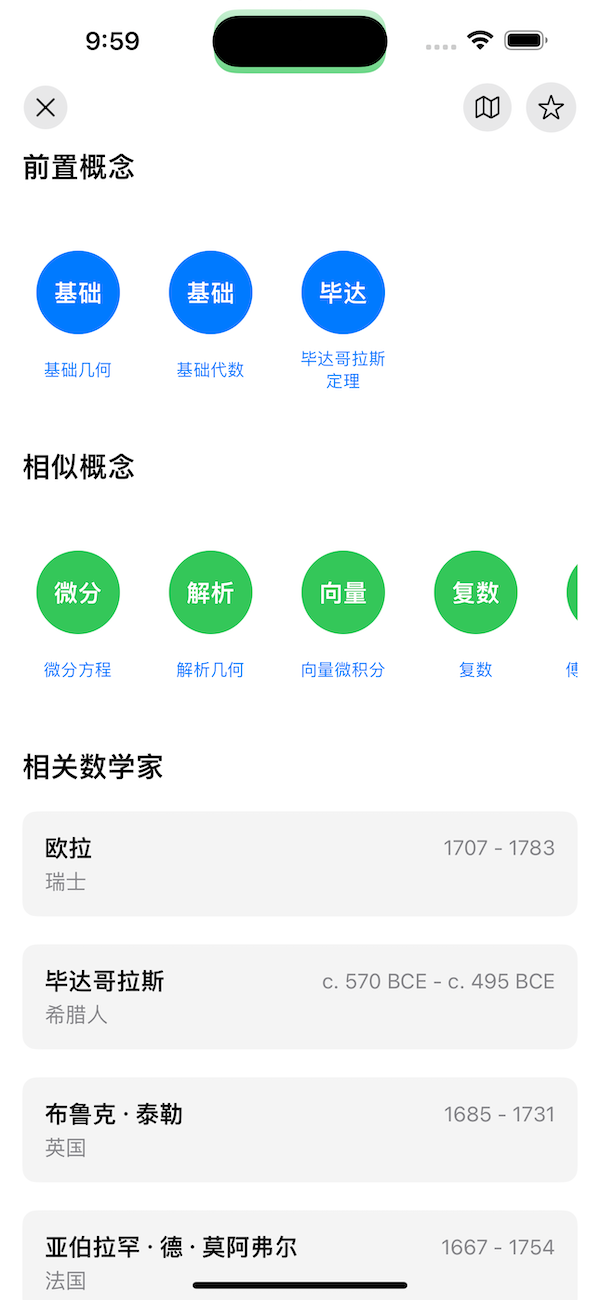 9:59
前置概念
基础 基础 毕达
基础几何 基础代数 毕达哥拉斯
定理
相似概念
微分 解析 向量 复数
微分方程 解析几何 向量微积分 复数
相关数学家
欧拉 1707 - 1783
瑞士
毕达哥拉斯 c. 570 BCE - c. 495 BCE
希腊人
布鲁克 · 泰勒 1685 - 1731
英国
亚伯拉罕 · 德 · 莫阿弗尔 1667 - 1754
法国